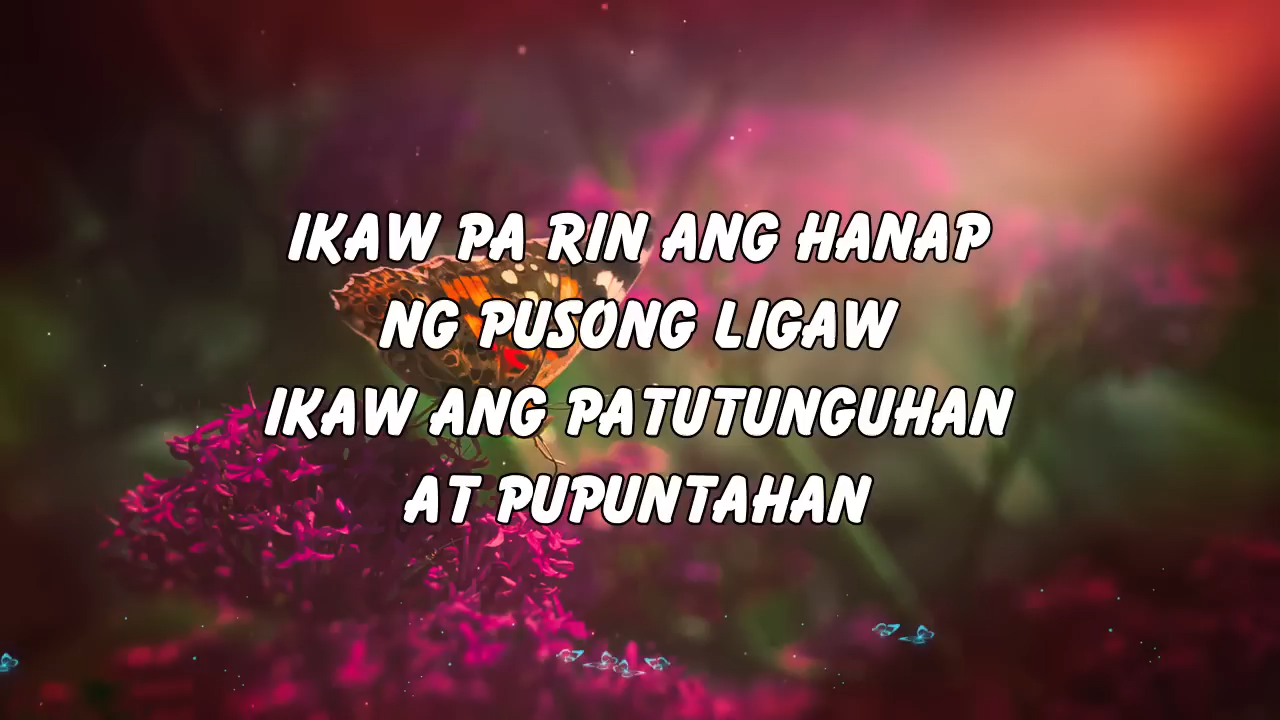 IKAW PA RIN ANG HANAP
NG PUSONG LIGAW
IKAW ANG PATUTUNGUHAN
AT PUPUNTAHAN